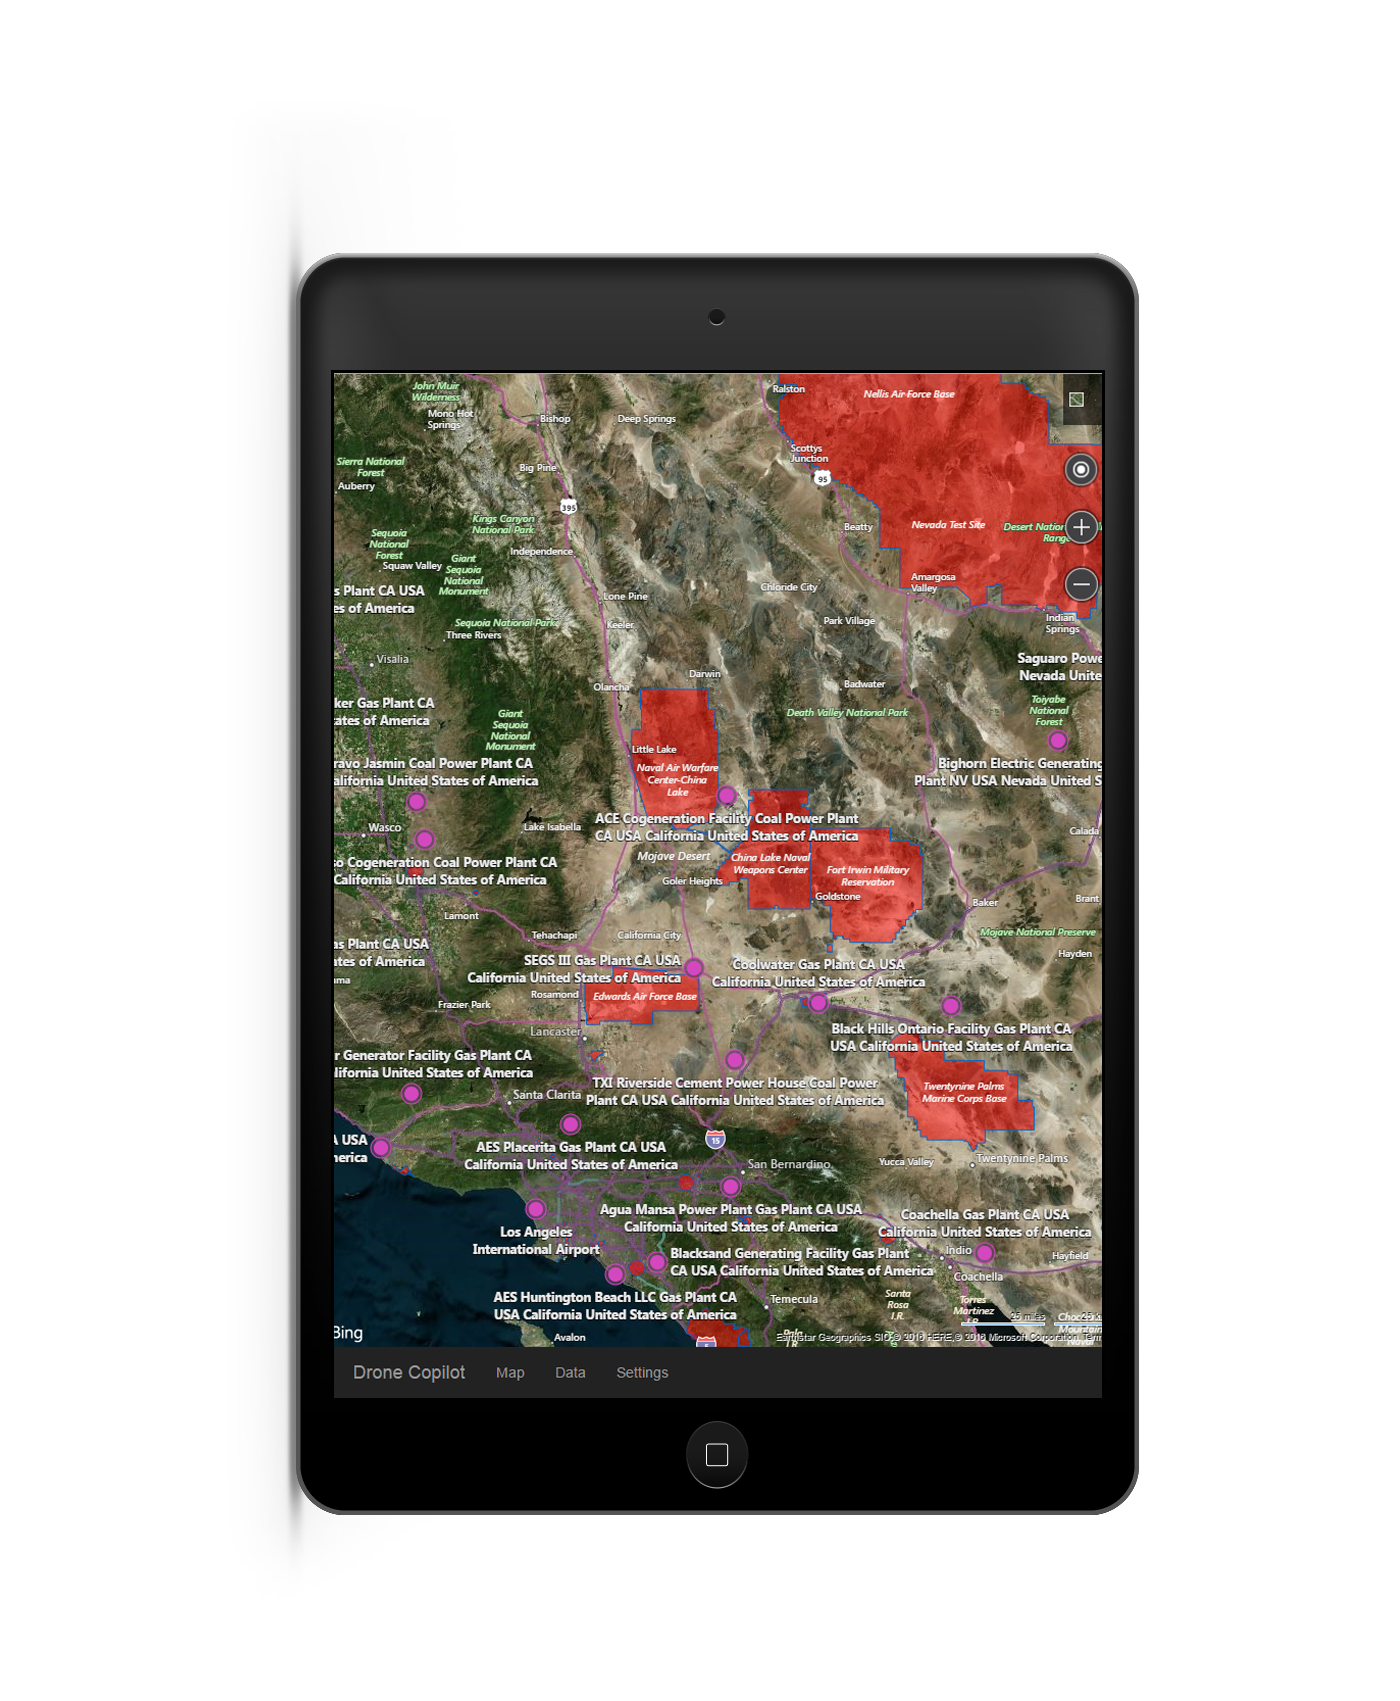 John Muir
Wilderness
Mono Hot
Springs
Bishop
Deep Springs
Ralston
Nellis Air Force Base
Scottys
Junction
95
Sierra National
Forest
Auberry
Big Pine
395
Kings Canyon
National Park
Sequoia
National
Forest
Squaw Valley
Giant
Sequoia
National
Monument
Independence
Beatty
Nevada Test Site
Desert Nation
Range
s Plant CA USA
es of America
Lone Pine
Chloride City
Amargosa
Valley
Sequoia National Park
Three Rivers
Keeler
Park Village
Indian
Springs
Visalia
Saguaro Powe
Nevada Unite
Darwin
Olancha
Badwater
ker Gas Plant CA
ates of America
Giant
Sequoia
National
Monument
Death Valley National Park
Toiyabe
National
Forest
Little Lake
Naval Air Warfare
Center-China
Lake
ravo Jasmin Coal Power Plant CA
alifornia United States of America
Bighorn Electric Generating
Plant NV USA Nevada United S
Wasco
Lake Isabella
ACE Cogeneration Facility Coal Power Plant
CA USA California United States of America
Calada
so Cogeneration Coal Power Plant CA
California United States of America
Mojave Desert
Goler Heights
China Lake Naval
Weapons Center
Fort Irwin Military
Reservation
Goldstone
Baker
Brant
Lamont
Tehachapi
California City
Mojave National Preserve
Hayden
as Plant CA USA
ates of America
ama
SEGS III Gas Plant CA USA
California United States of America
Coolwater Gas Plant CA USA
California United States of America
Rosamond
Edwards Air Force Base
Frazier Park
Lancaster
Black Hills Ontario Facility Gas Plant CA
USA California United States of America
r Generator Facility Gas Plant CA
lifornia United States of America
Santa Clarita
TXI Riverside Cement Power House Coal Power
Plant CA USA California United States of America
Twentynine Palms
Marine Corps Base
A USA
nerica
AES Placerita Gas Plant CA USA
California United States of America
15
San Bernardino
Yucca Valley
Twentynine Palms
Agua Mansa Power Plant Gas Plant CA USA
California United States of America
Coachella Gas Plant CA USA
California United States of America
Los Angeles
International Airport
Blacksand Generating Facility Gas Plant
CA USA California United States of America
Indio
Coachella
Hayfield
AES Huntington Beach LLC Gas Plant CA
USA California United States of America
Temecula
Santa
Rosa
I.R.
Torres
Martinez
I.R.
25 miles
Mountain
Bing
Avalon
5
Earthstar Geographics SIO © 2016 HERE, © 2016 Microsoft Corporation, Term
Drone Copilot
Map
Data
Settings